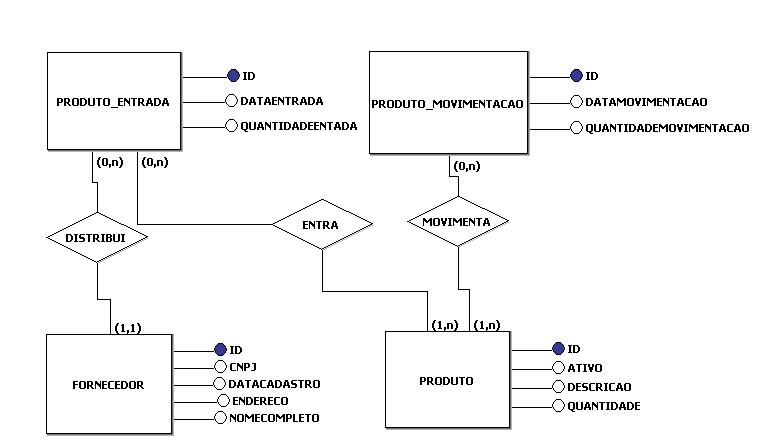 PRODUTO_ENTRADA
ID
DATAENTRADA
QUANTIDADEENTADA
PRODUTO_MOVIMENTACAO
ID
DATAMOVIMENTACAO
QUANTIDADEMOVIMENTACAO
(0,n)
(0,n)
(0,n)
DISTRIBUI
ENTRA
MOVIMENTA
(1,1)
(1,n)
(1,n)
FORNECEDOR
ID
CNPJ
DATACADASTRO
ENDERECO
NOMECOMPLETO
PRODUTO
ID
ATIVO
DESCRICAO
QUANTIDADE